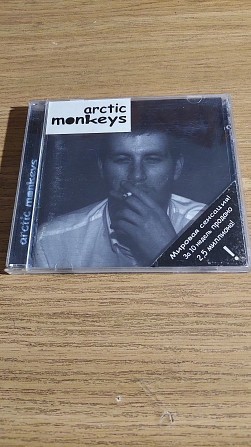 arctic
monkeys
arctic monkeys
Мировая сенсация!
За 10 недель продано
2,5 миллиона!
!